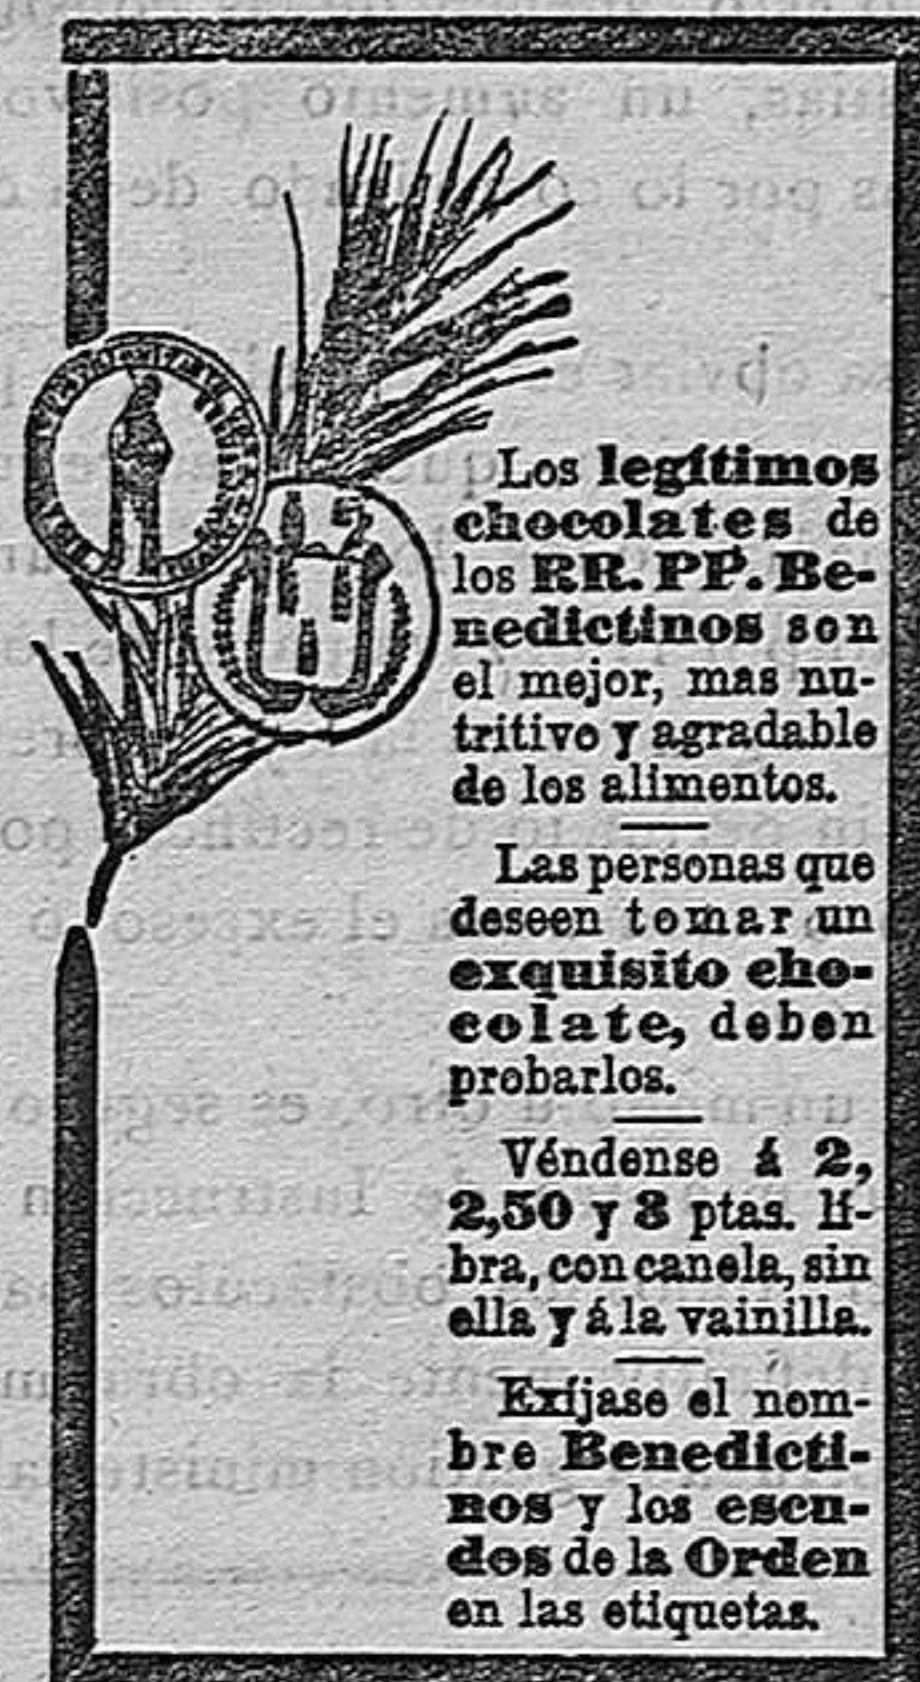 Los legítimos
chocolates de
los RR. PP. Be-
nedictinos son
el mejor, mas nu-
tritivo y agradable
de los alimentos.
Las personas que
deseen tomar un
exquisito cho-
colate, deben
probarlos.
Véndense á 2,
2,50 y 3 ptas. li-
bra, con canela, sin
ella y á la vainilla.
Exíjase el nom-
bre Benedicti-
nos y los escu-
dos de la Orden
en las etiquetas.